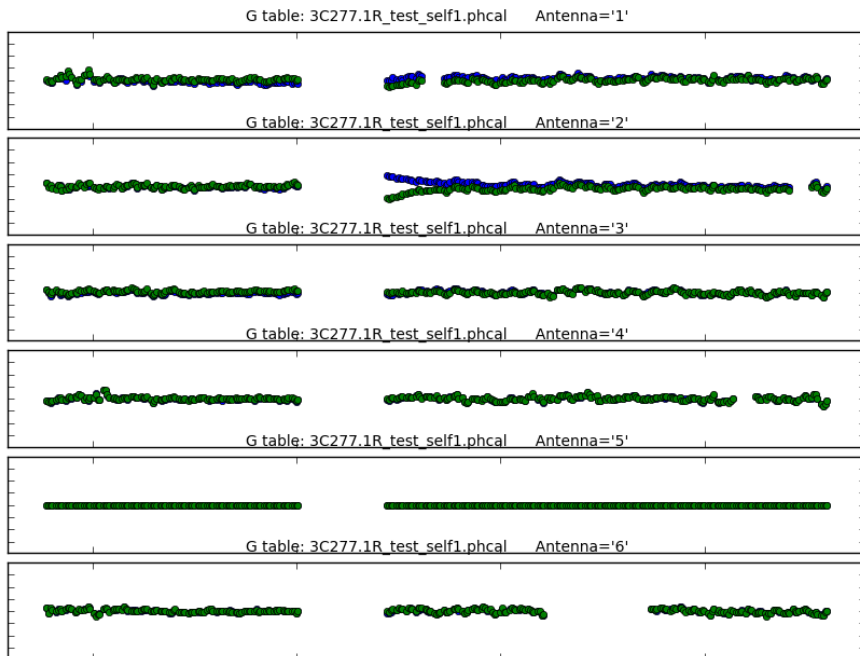 G table: 3C277.1R_test_self1.phcal Antenna='1'
G table: 3C277.1R_test_self1.phcal Antenna='2'
G table: 3C277.1R_test_self1.phcal Antenna='3'
G table: 3C277.1R_test_self1.phcal Antenna='4'
G table: 3C277.1R_test_self1.phcal Antenna='5'
G table: 3C277.1R_test_self1.phcal Antenna='6'